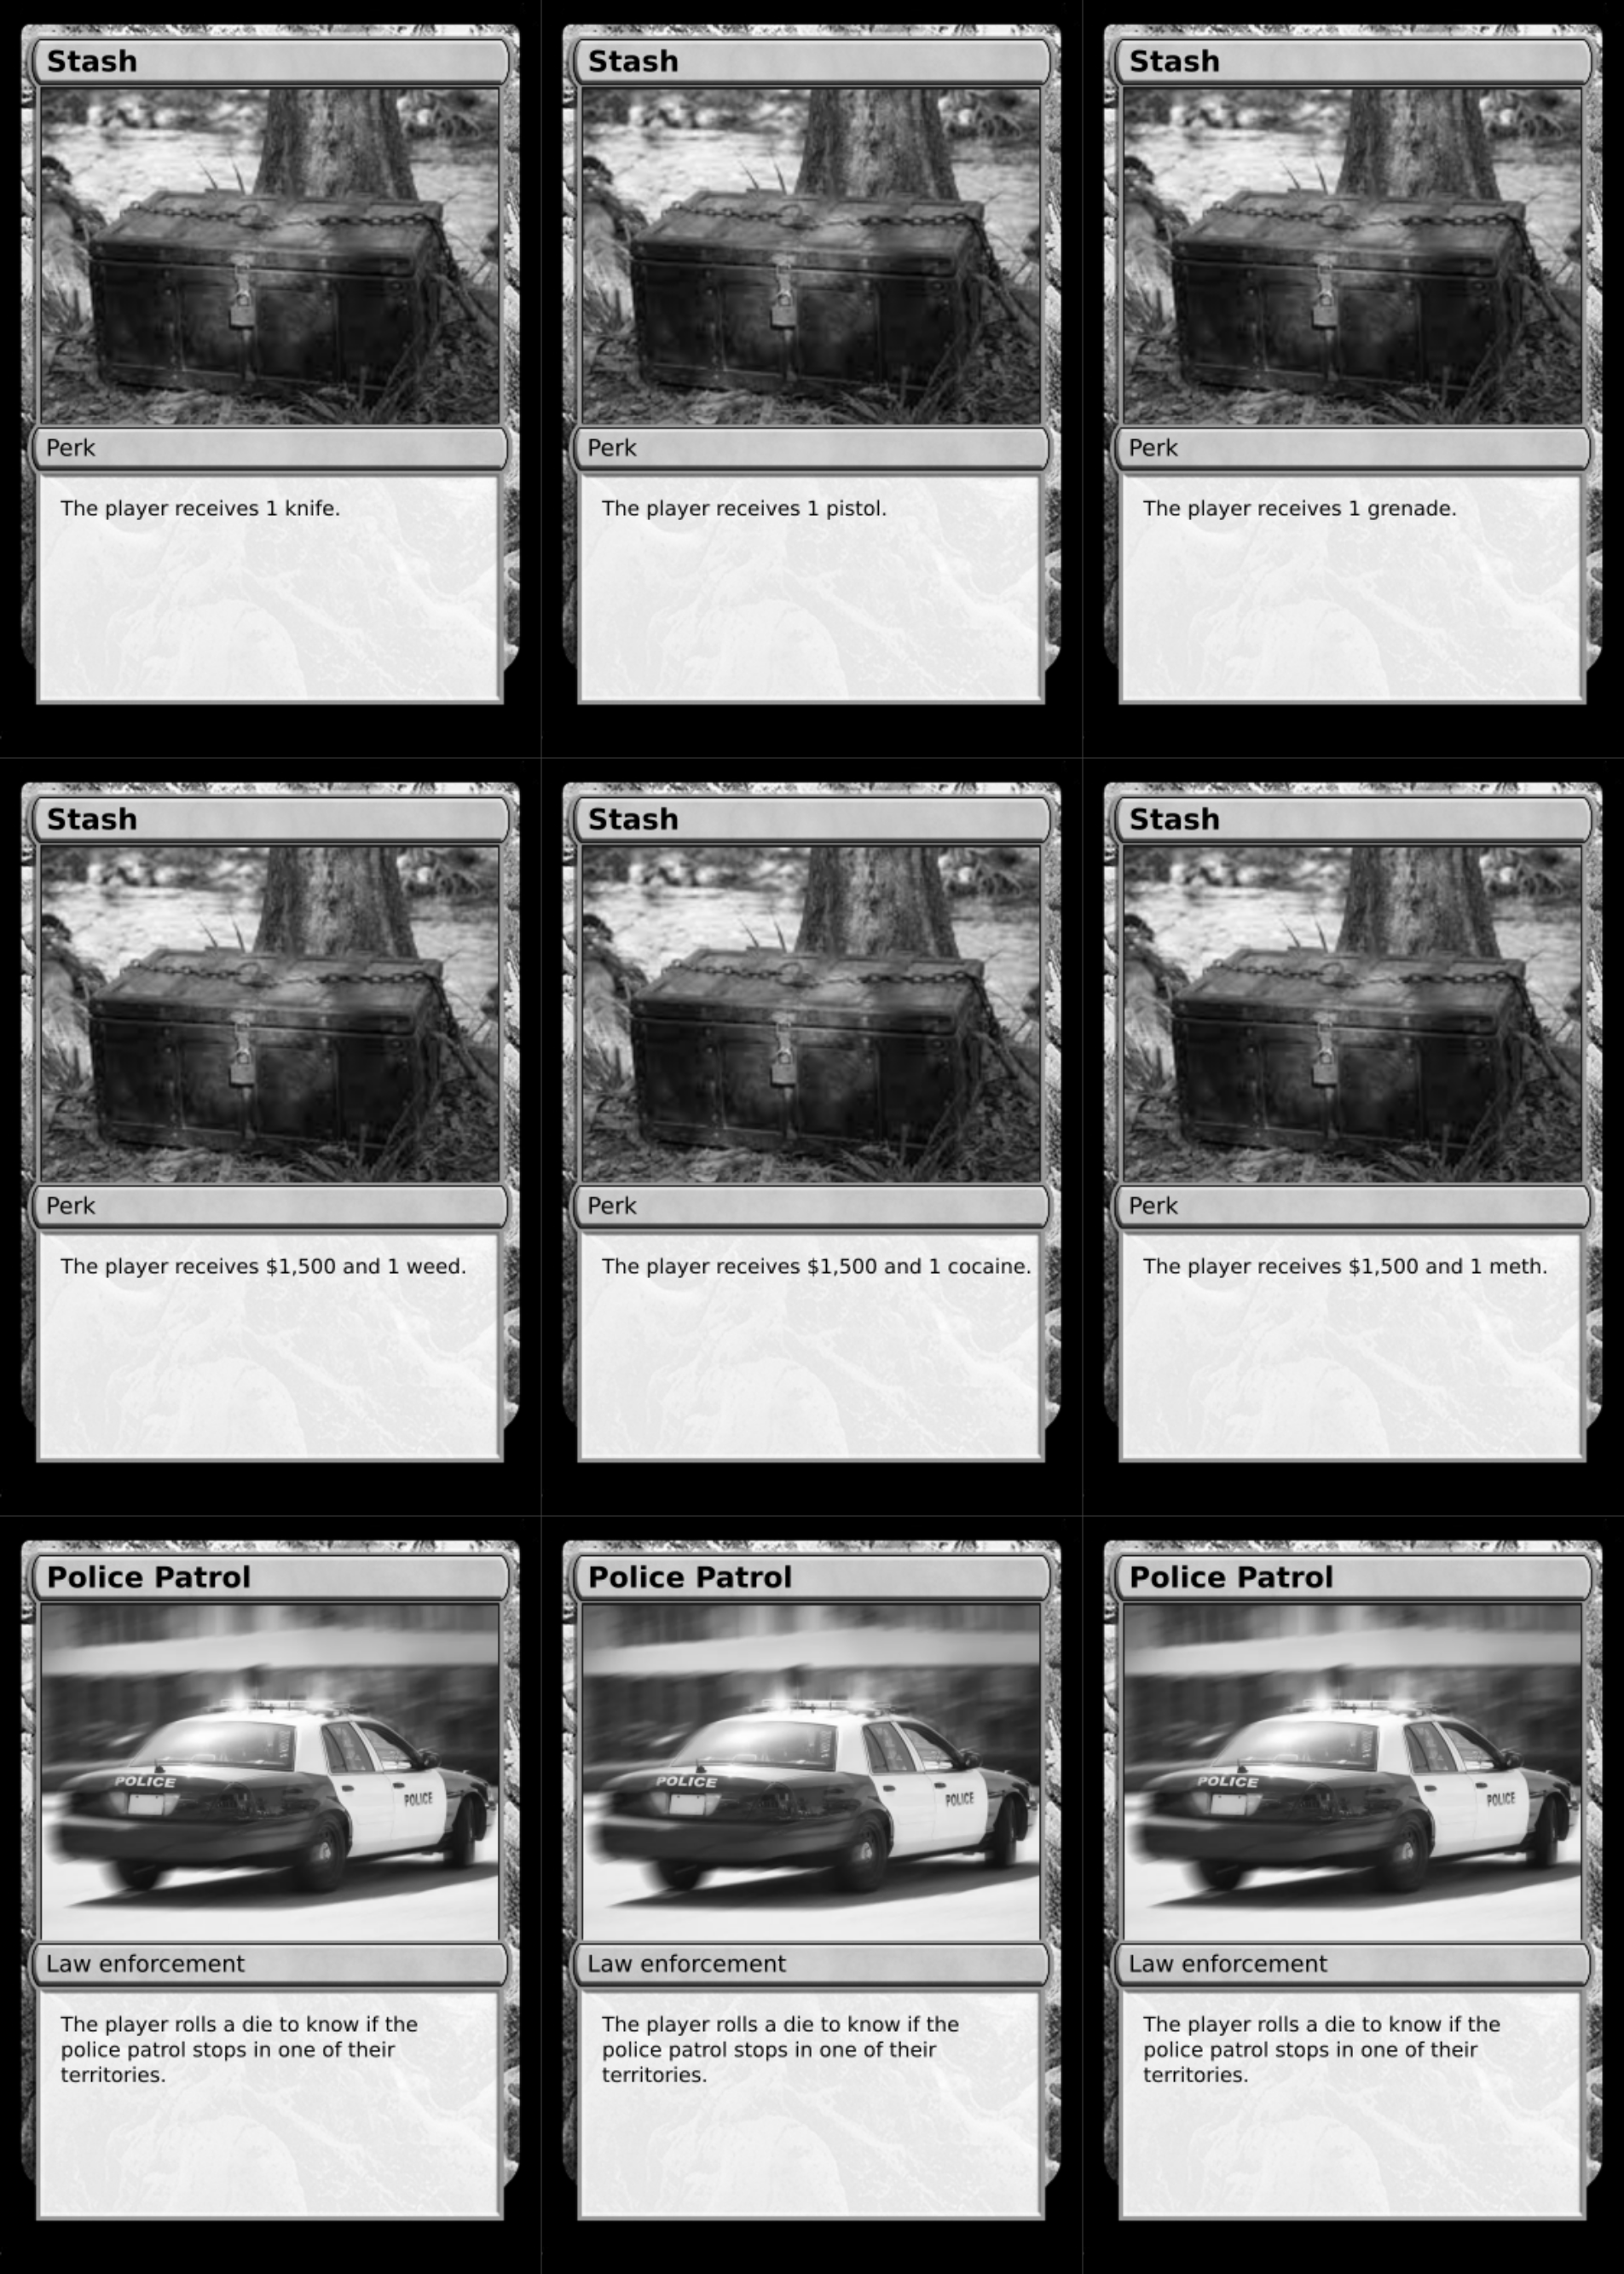 Stash
Stash
Stash
Perk
Perk
Perk
The player receives 1 knife.
The player receives 1 pistol.
The player receives 1 grenade.
Stash
Stash
Stash
Perk
Perk
Perk
The player receives $1,500 and 1 weed.
The player receives $1,500 and 1 cocaine.
The player receives $1,500 and 1 meth.
Police Patrol
POLICE
POLICE
Law enforcement
The player rolls a die to know if the
police patrol stops in one of their
territories.
Police Patrol
POLICE
POLICE
Law enforcement
The player rolls a die to know if the
police patrol stops in one of their
territories.
Police Patrol
POLICE
POLICE
Law enforcement
The player rolls a die to know if the
police patrol stops in one of their
territories.